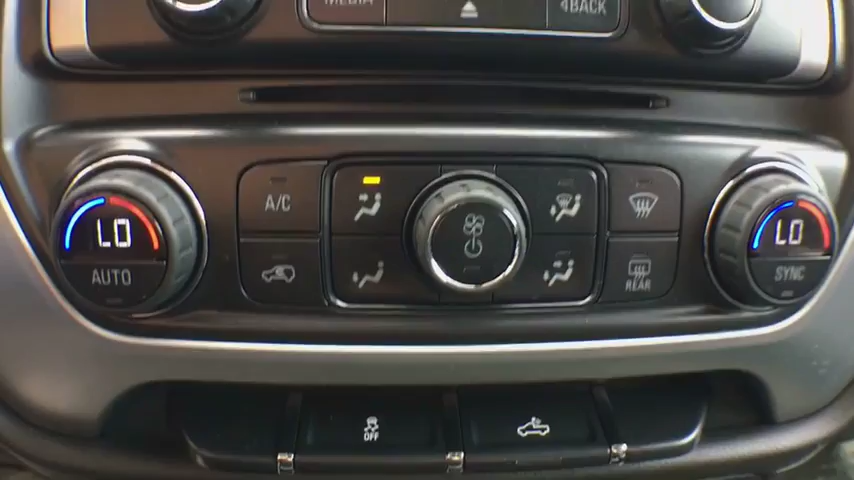 MEDIA
BACK
A/C
LO
AUTO
LO
SYNC
REAR
OFF